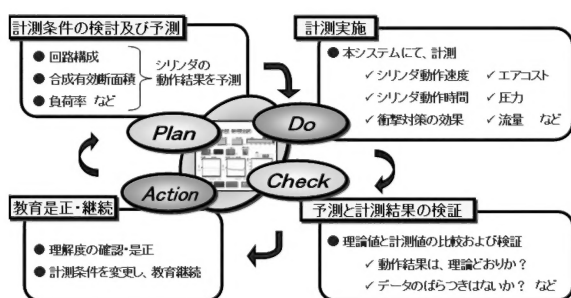 計測条件の検討及び予測
● 回路構成
● 合成有効断面積
● 負荷率 など
シリンダの
動作結果を予測
計測実施
● 本システムにて、計測
✓ シリンダ動作速度 ✓ エアコスト
✓ シリンダ動作時間 ✓ 圧力
✓ 衝撃対策の効果 ✓ 流量 など
Plan
Do
Action
Check
教育是正・継続
● 理解度の確認・是正
● 計測条件を変更し、教育継続
予測と計測結果の検証
● 理論値と計測値の比較および検証
✓ 動作結果は、理論どおりか？
✓ データのばらつきはないか？ など